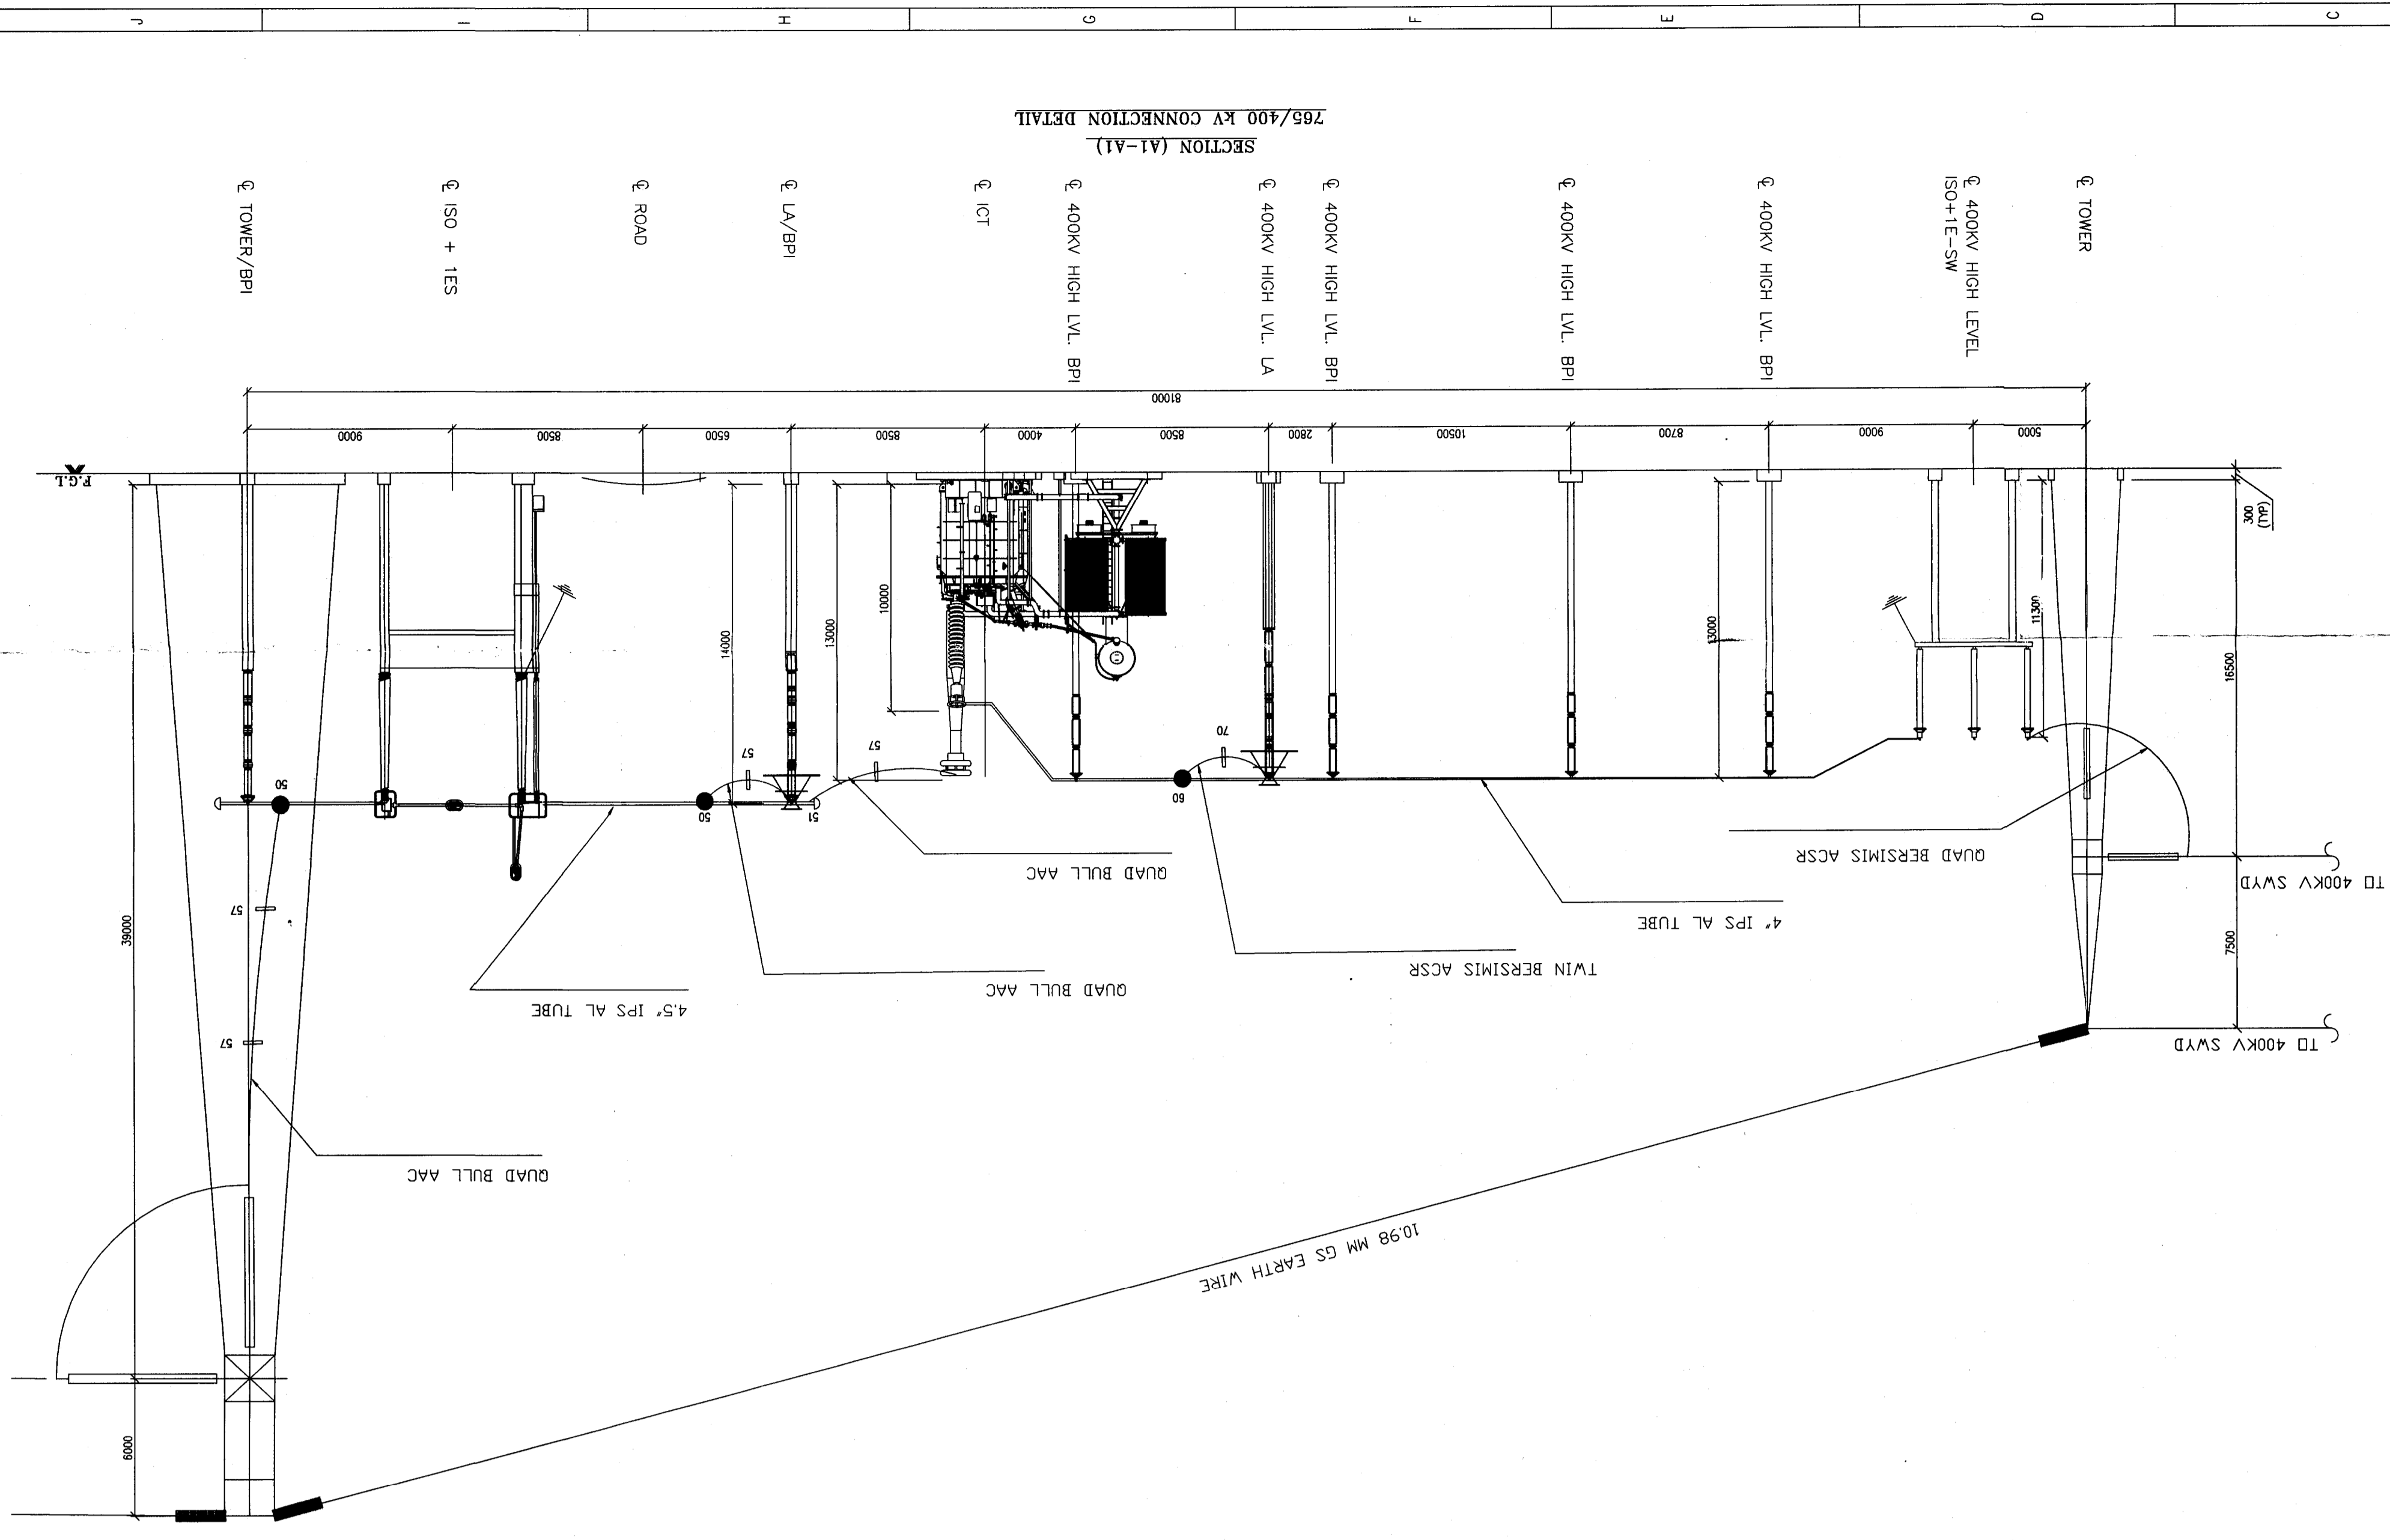 J
I
H
G
F
E
D
C
765/400 kV CONNECTION DETAIL
SECTION (A1-A1)
℄ TOWER/BPI
℄ ISO + 1ES
℄ ROAD
℄ LA/BPI
℄ ICT
℄ 400KV HIGH LVL. BPI
℄ 400KV HIGH LVL. LA
℄ 400KV HIGH LVL. BPI
℄ 400KV HIGH LVL. BPI
℄ 400KV HIGH LVL. BPI
℄ 400KV HIGH LEVEL
ISO+1E-SW
℄ TOWER
81000
9000
8500
6500
8500
4000
8500
2800
10500
8700
9000
5000
F.G.L
300
(TYP)
14000
13000
10000
13000
11300
16500
39000
7500
6000
50
57
57
50
57
51
57
60
70
QUAD BULL AAC
QUAD BERSIMIS ACSR
TO 400KV SWYD
4" IPS AL TUBE
TWIN BERSIMIS ACSR
QUAD BULL AAC
4.5" IPS AL TUBE
TO 400KV SWYD
QUAD BULL AAC
10.98 MM GS EARTH WIRE